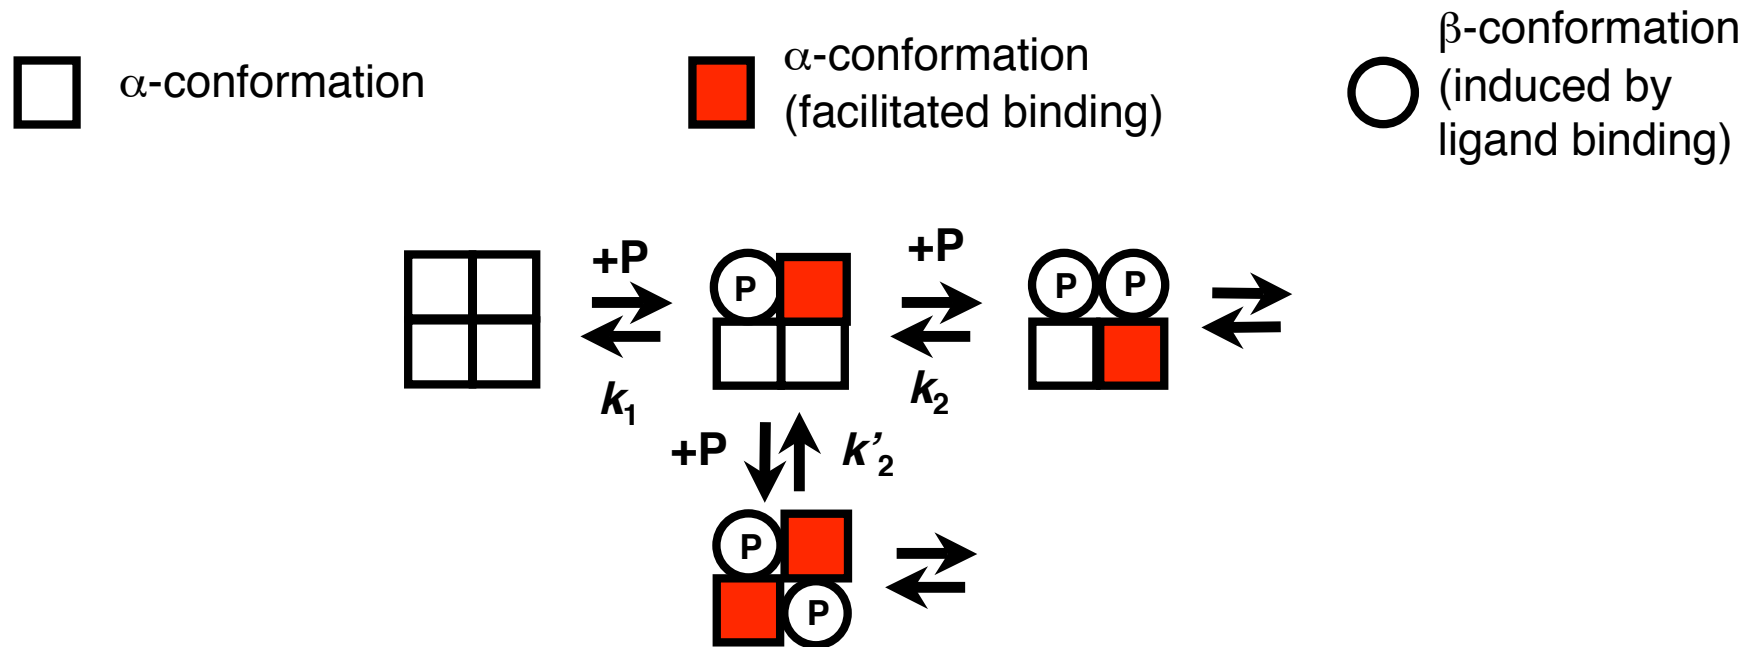 α-conformation
α-conformation
(facilitated binding)
β-conformation
(induced by
ligand binding)
+P
+P
P
P
P
k₁
k₂
+P
k’₂
P
P